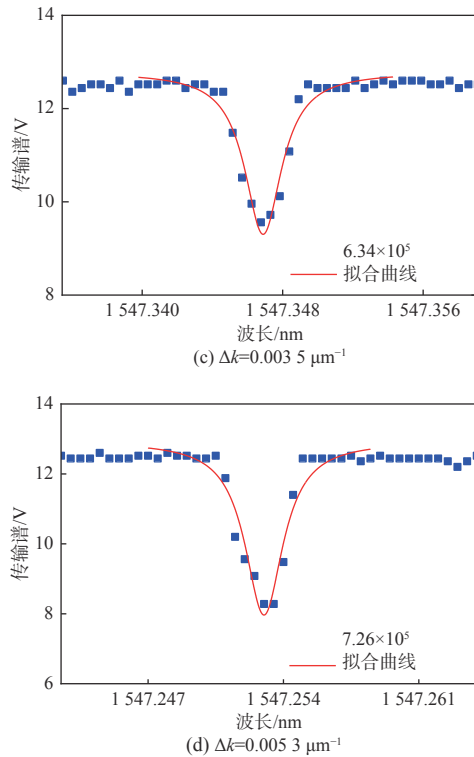 14
12
10
8
传输谱/V
6.34×10⁵
拟合曲线
1 547.340
1 547.348
1 547.356
波长/nm
(c) Δk=0.003 5 μm⁻¹
14
12
10
8
6
传输谱/V
7.26×10⁵
拟合曲线
1 547.247
1 547.254
1 547.261
波长/nm
(d) Δk=0.005 3 μm⁻¹